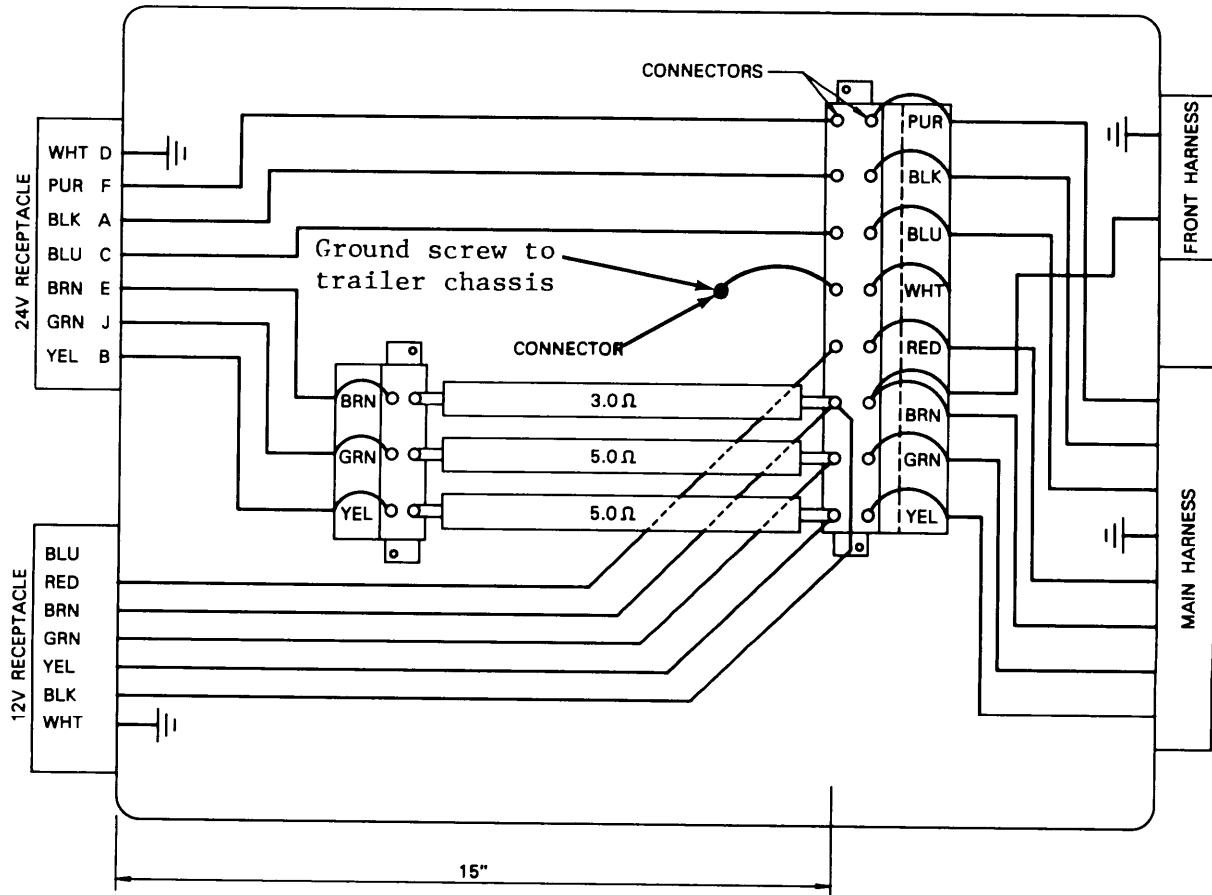 CONNECTORS
24V RECEPTACLE
WHT D
PUR F
BLK A
BLU C
BRN E
GRN J
YEL B
Ground screw to
trailer chassis
CONNECTOR
BRN
GRN
YEL
3.0 Ω
5.0 Ω
5.0 Ω
PUR
BLK
BLU
WHT
RED
BRN
GRN
YEL
FRONT HARNESS
MAIN HARNESS
12V RECEPTACLE
BLU
RED
BRN
GRN
YEL
BLK
WHT
15"